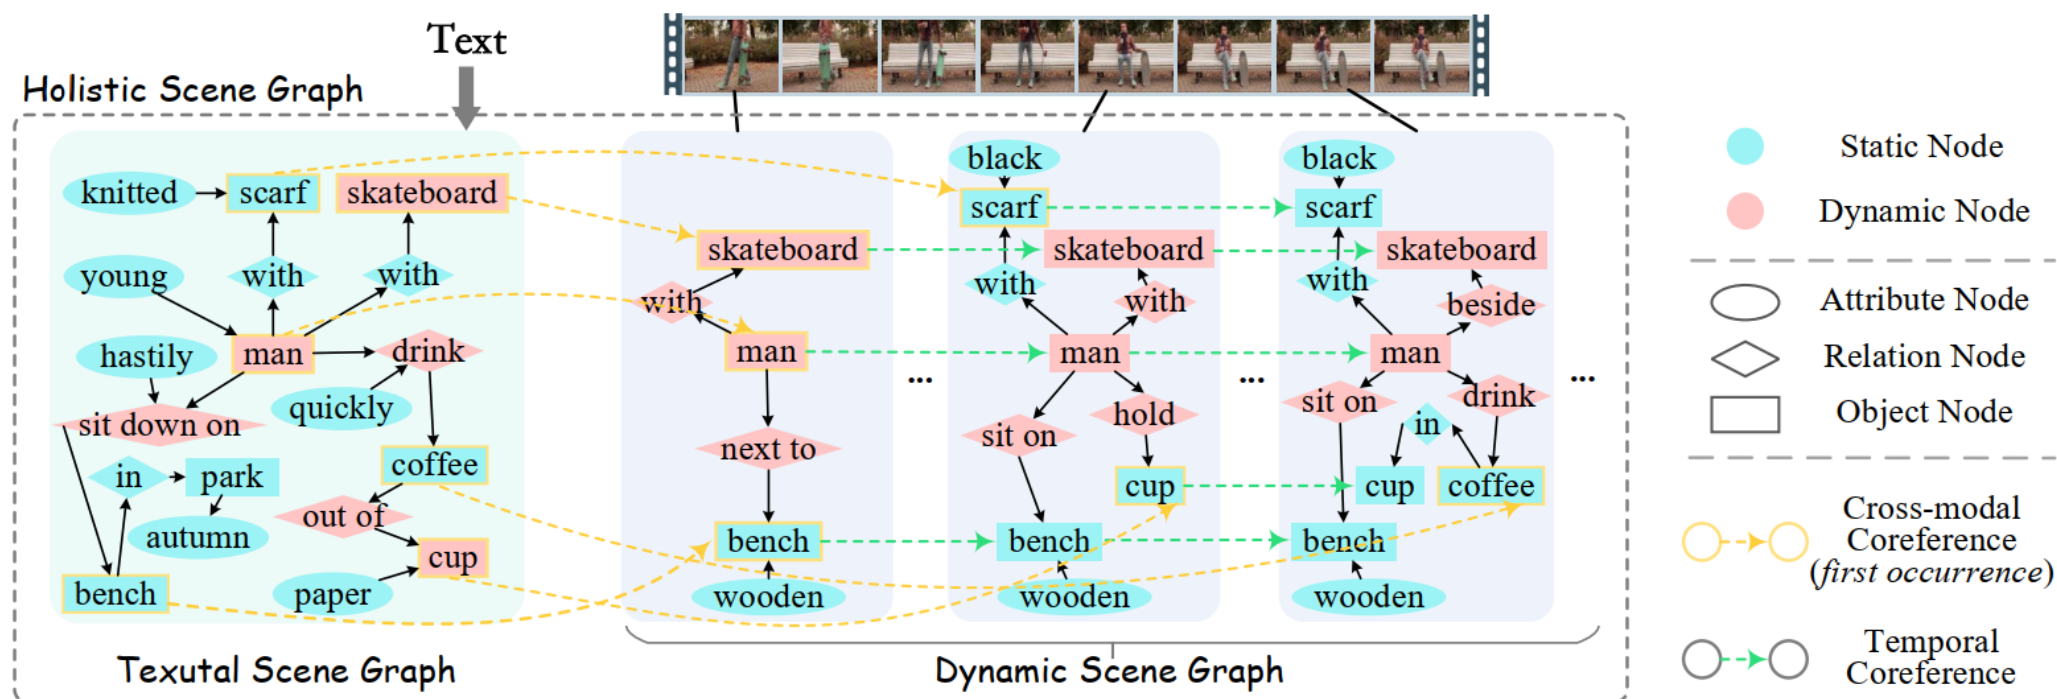 Text
Holistic Scene Graph
knitted
scarf
skateboard
young
with
with
hastily
man
drink
quickly
sit down on
in
park
coffee
autumn
out of
cup
bench
paper
Texutal Scene Graph
skateboard
with
man
next to
bench
wooden
...
black
scarf
skateboard
with
with
man
hold
sit on
cup
bench
wooden
...
black
scarf
skateboard
with
beside
man
sit on
drink
in
cup
coffee
bench
wooden
...
Dynamic Scene Graph
Static Node
Dynamic Node
Attribute Node
Relation Node
Object Node
Cross-modal
Coreference
(first occurrence)
Temporal
Coreference